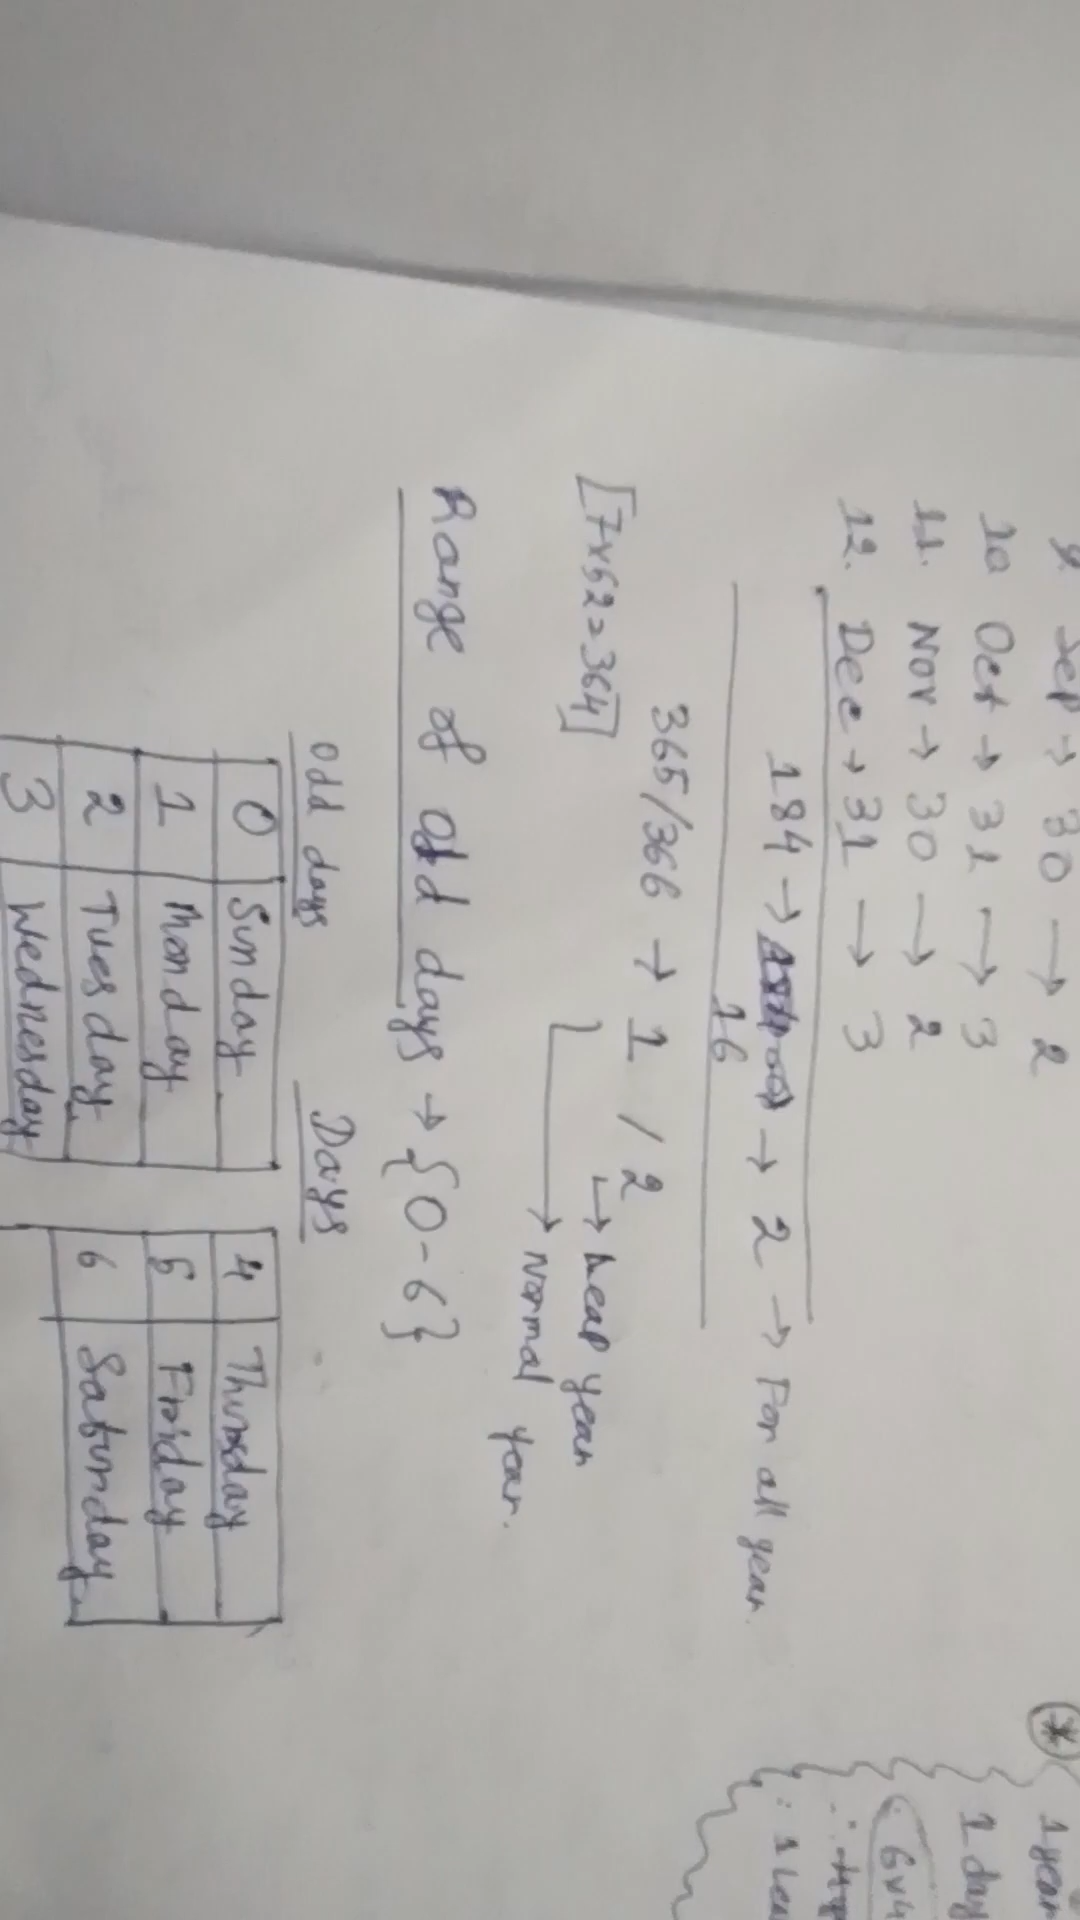 9. Sep → 30 → 2
10 Oct → 31 → 3
11. Nov → 30 → 2
12. Dec → 31 → 3
184 → → 2 → For all year.
16
365/366 → 1 / 2 → Leap year
[7×52=364] → Normal year.
Range of odd days → {0-6}
Odd days Days
0 Sunday 4 Thursday
1 Monday 5 Friday
2 Tuesday 6 Saturday
3 Wednesday
* 1 year
1 day
6×4